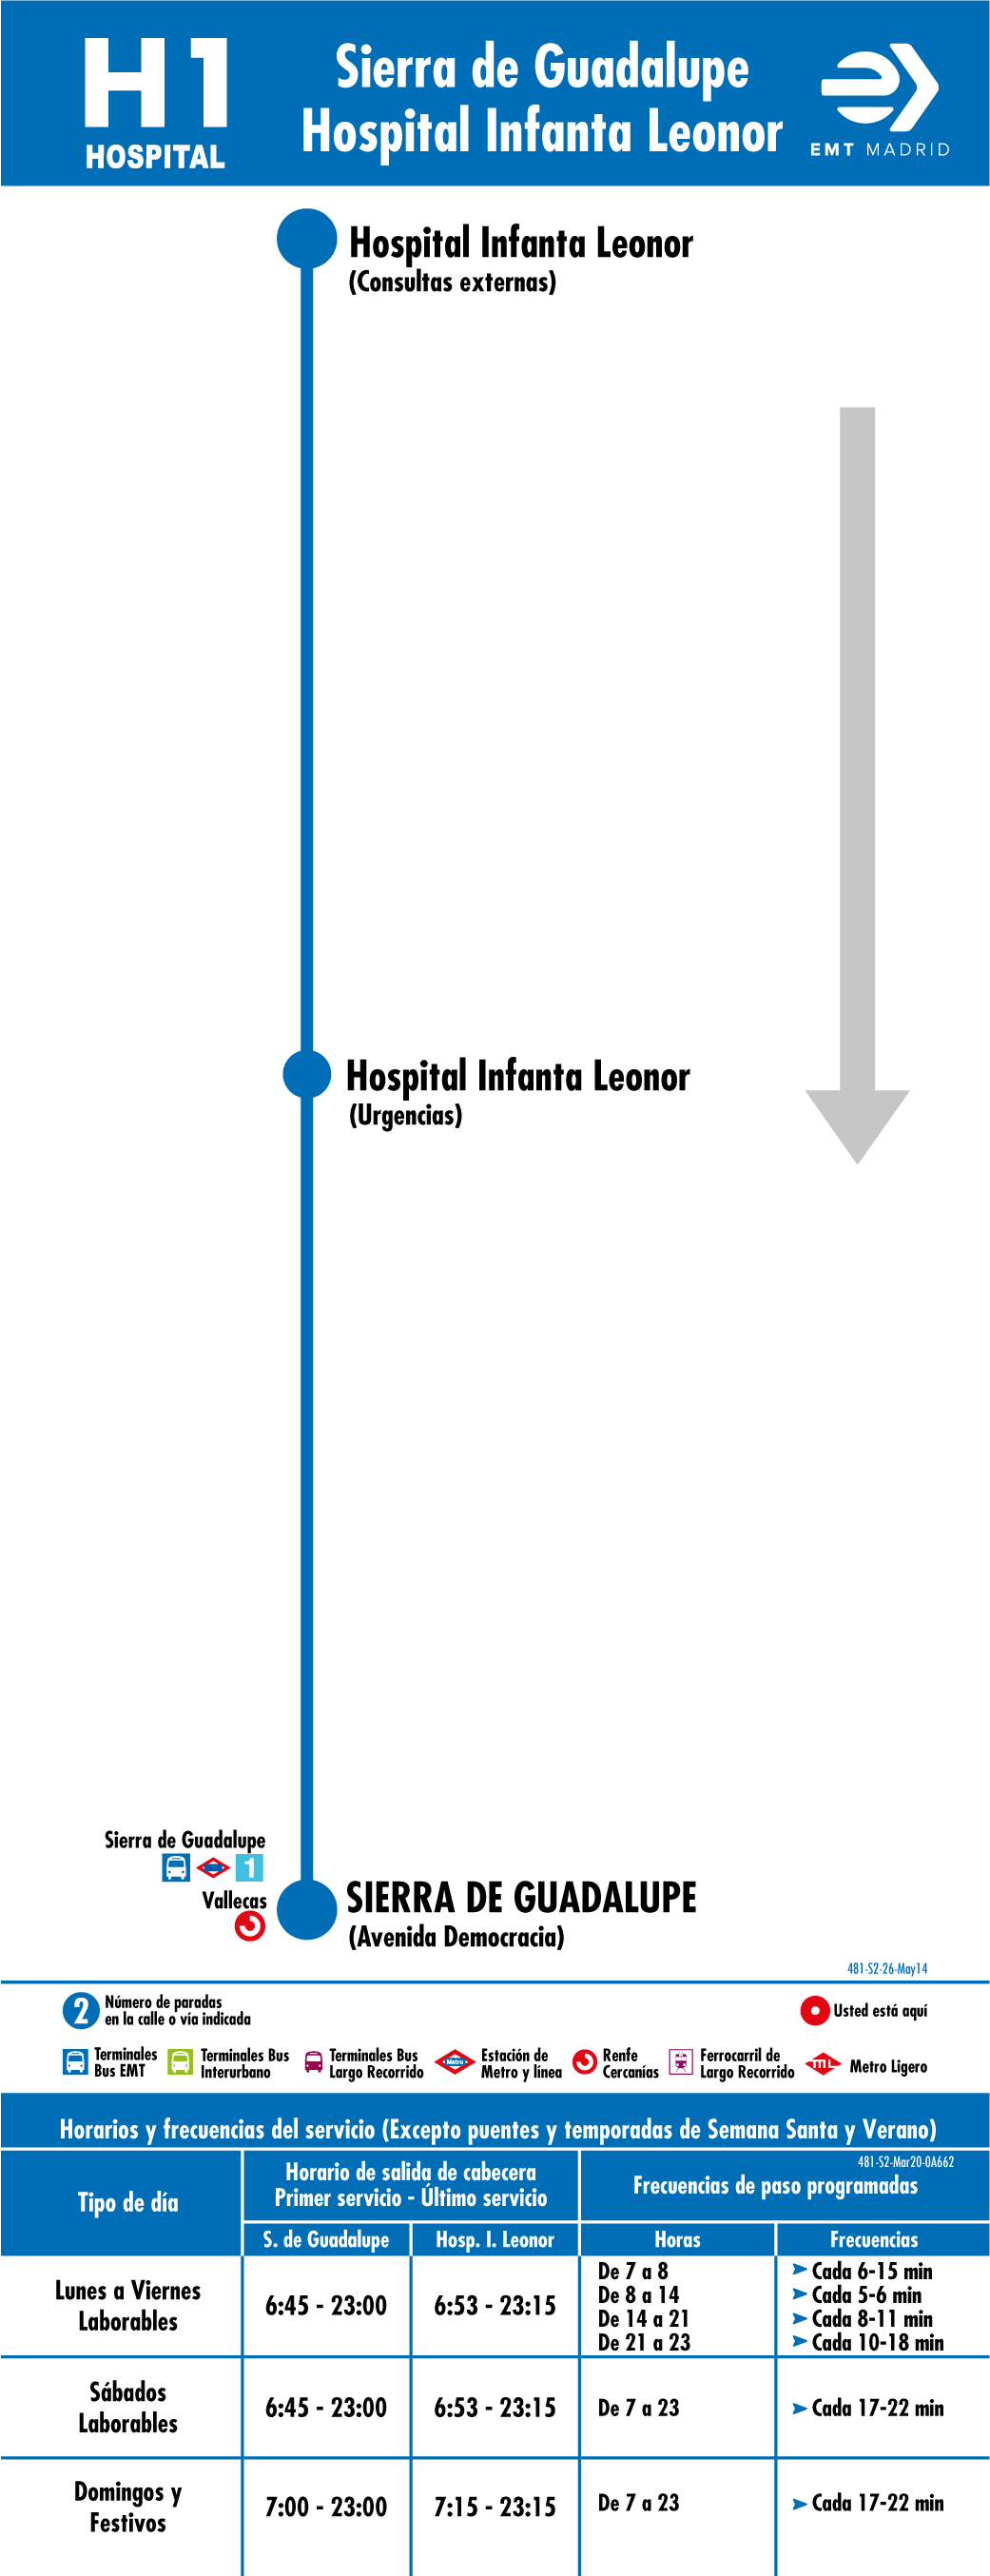 H1
HOSPITAL
Sierra de Guadalupe
Hospital Infanta Leonor
EMT MADRID
Hospital Infanta Leonor
(Consultas externas)
Hospital Infanta Leonor
(Urgencias)
Sierra de Guadalupe
1
Vallecas
SIERRA DE GUADALUPE
(Avenida Democracia)
481-S2-26-May14
2
Número de paradas
en la calle o vía indicada
Usted está aquí
Terminales
Bus EMT
Terminales Bus
Interurbano
Terminales Bus
Largo Recorrido
Metro
Estación de
Metro y línea
Renfe
Cercanías
Ferrocarril de
Largo Recorrido
ML
Metro Ligero
Horarios y frecuencias del servicio (Excepto puentes y temporadas de Semana Santa y Verano)
481-S2-Mar20-0A662
Tipo de día
Horario de salida de cabecera
Primer servicio - Último servicio
Frecuencias de paso programadas
S. de Guadalupe
Hosp. I. Leonor
Horas
Frecuencias
Lunes a Viernes
Laborables
6:45 - 23:00
6:53 - 23:15
De 7 a 8
Cada 6-15 min
De 8 a 14
Cada 5-6 min
De 14 a 21
Cada 8-11 min
De 21 a 23
Cada 10-18 min
Sábados
Laborables
6:45 - 23:00
6:53 - 23:15
De 7 a 23
Cada 17-22 min
Domingos y
Festivos
7:00 - 23:00
7:15 - 23:15
De 7 a 23
Cada 17-22 min